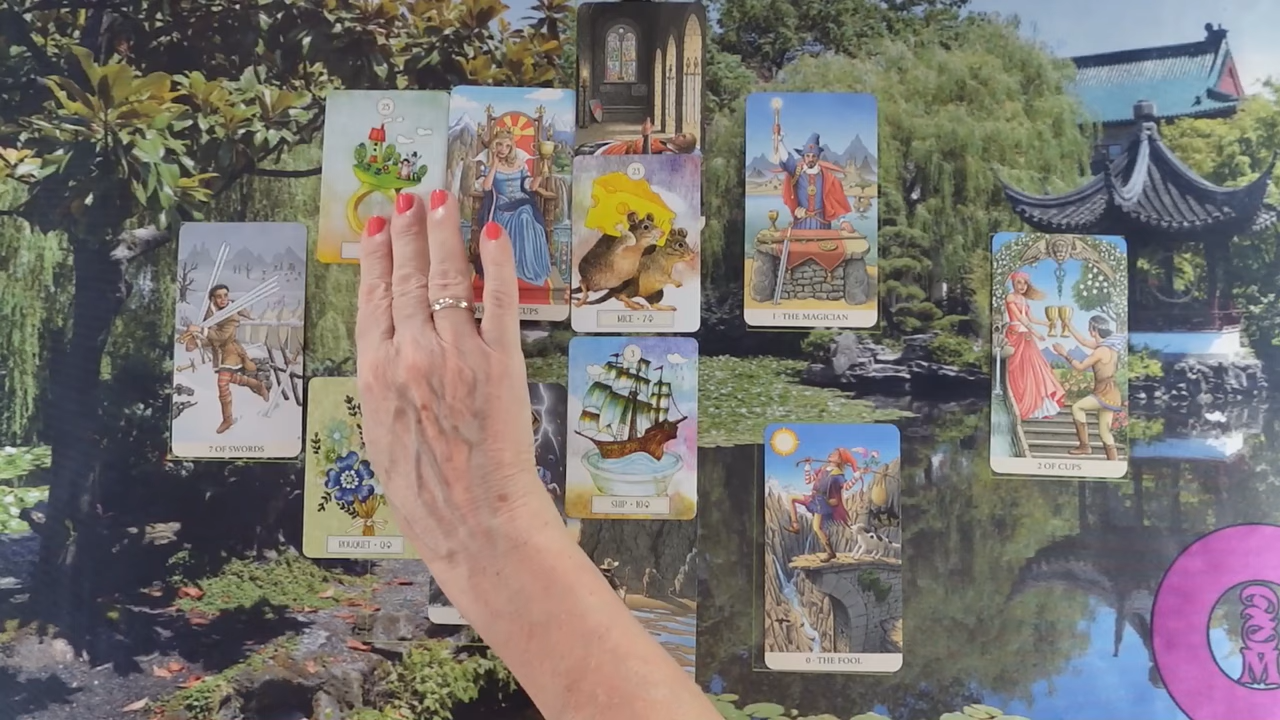 25
CUPS
23
MICE • 7♣
I · THE MAGICIAN
7 OF SWORDS
2 OF CUPS
BOUQUET • Q♠
3
SHIP • 10♠
0 · THE FOOL